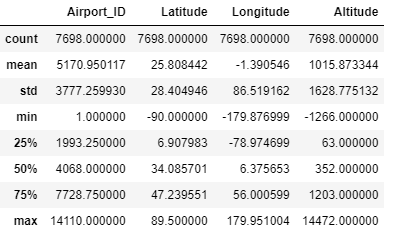 Airport_ID Latitude Longitude Altitude
count 7698.000000 7698.000000 7698.000000 7698.000000
mean 5170.950117 25.808442 -1.390546 1015.873344
std 3777.259930 28.404946 86.519162 1628.775132
min 1.000000 -90.000000 -179.876999 -1266.000000
25% 1993.250000 6.907983 -78.974699 63.000000
50% 4068.000000 34.085701 6.375653 352.000000
75% 7728.750000 47.239551 56.000599 1203.000000
max 14110.000000 89.500000 179.951004 14472.000000